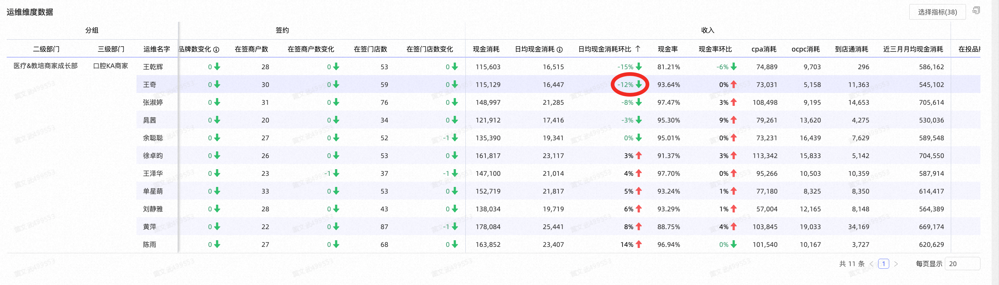 运维维度数据
选择指标(38)
分组 签约 收入
二级部门 三级部门 运维名字 品牌数变化 在签商户数 在签商户数变化 在签门店数 在签门店数变化 现金消耗 日均现金消耗 日均现金消耗环比 ↑ 现金率 现金率环比 cpa消耗 ocpc消耗 到店通消耗 近三月月均现金消耗 在投品
医疗&教培商家成长部 口腔KA商家 王乾辉 0 28 0 53 0 115,603 16,515 -15% 81.21% -6% 74,889 9,703 296 586,162
王奇 0 30 0 59 0 115,129 16,447 -12% 93.64% 0% 73,031 5,158 11,363 545,102
张淑婷 0 31 0 76 0 148,997 21,285 -8% 97.47% 3% 108,498 9,195 14,653 705,614
晁茜 0 20 0 34 0 121,912 17,416 -3% 95.30% 9% 79,261 13,620 4,275 530,036
余聪聪 0 27 0 52 -1 135,390 19,341 0% 95.01% 0% 73,231 16,439 7,629 589,548
徐卓昀 0 26 0 53 0 161,817 23,117 3% 91.37% 3% 113,342 15,833 5,142 704,550
王泽华 0 23 -1 37 -1 147,100 21,014 4% 97.70% 0% 95,266 10,503 10,359 587,914
单星萌 0 33 0 53 0 152,719 21,817 5% 93.24% 1% 77,180 8,325 8,350 614,417
刘静雅 0 28 0 43 0 138,034 19,719 6% 93.29% 1% 57,004 12,165 8,148 564,389
黄萍 0 22 0 87 -1 178,084 25,441 8% 88.75% 4% 103,845 19,033 34,169 669,174
陈雨 0 27 0 68 0 163,852 23,407 14% 96.94% 0% 101,540 10,167 3,727 620,629
共 11 条 < 1 > 每页显示 20